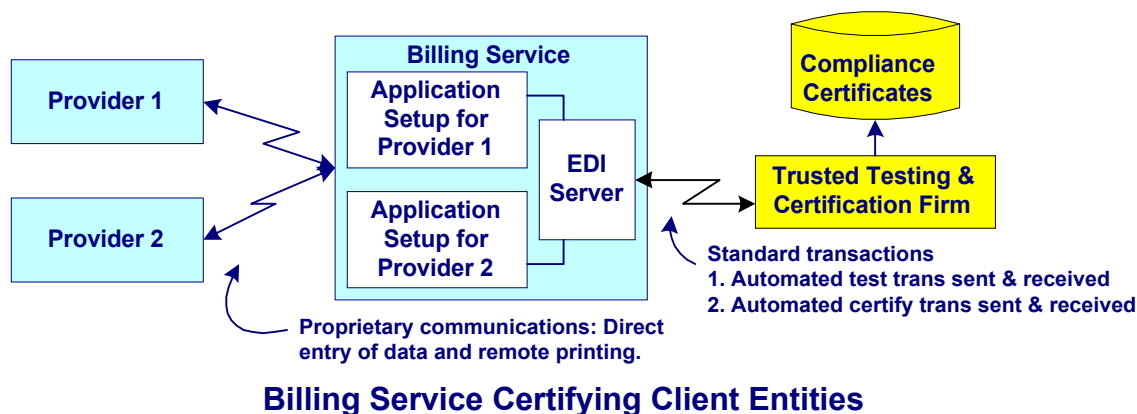 Provider 1
Provider 2
Billing Service
Application
Setup for
Provider 1
Application
Setup for
Provider 2
EDI
Server
Compliance
Certificates
Trusted Testing &
Certification Firm
Standard transactions
1. Automated test trans sent & received
2. Automated certify trans sent & received
Proprietary communications: Direct
entry of data and remote printing.
Billing Service Certifying Client Entities